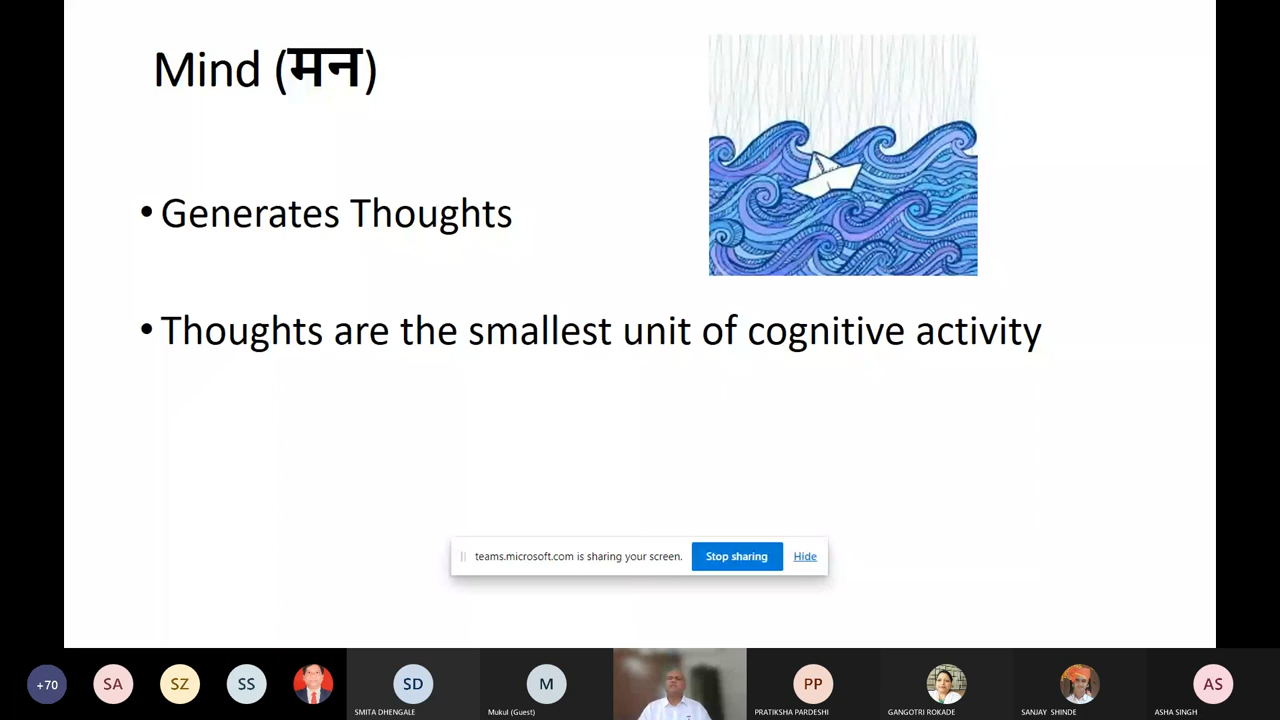 Mind (मन)
• Generates Thoughts
• Thoughts are the smallest unit of cognitive activity
teams.microsoft.com is sharing your screen. Stop sharing Hide
+70 SA SZ SS SD M PP AS
SMITA DHENGALE Mukul (Guest) PRATIKSHA PARDESHI GANGOTRI ROKADE SANJAY SHINDE ASHA SINGH